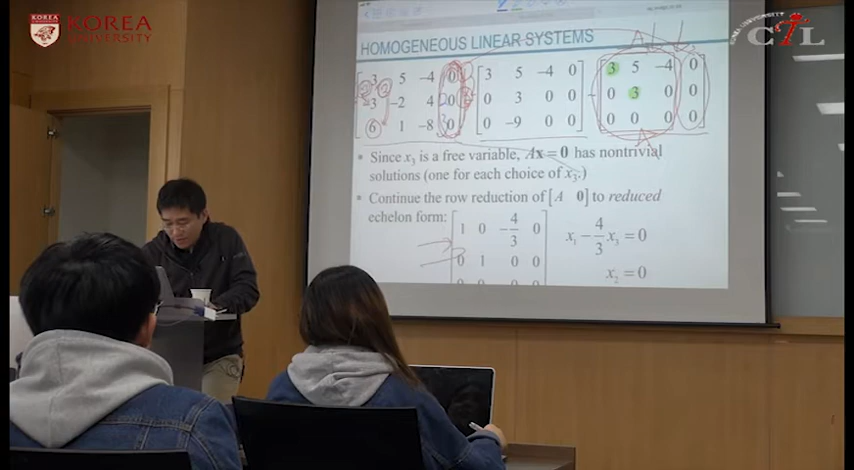 KOREA
UNIVERSITY
KOREA UNIVERSITY
CTL
HOMOGENEOUS LINEAR SYSTEMS
3 5 −4 0 3 5 −4 0 3 5 −4 0
−3 −2 4 0 0 3 0 0 0 3 0 0
6 1 −8 0 0 −9 0 0 0 0 0 0
A
Since x₃ is a free variable, Ax = 0 has nontrivial
solutions (one for each choice of x₃.)
Continue the row reduction of [A 0] to reduced
echelon form:
1 0 −4/3 0 x₁ − 4/3 x₃ = 0
0 1 0 0
x₂ = 0